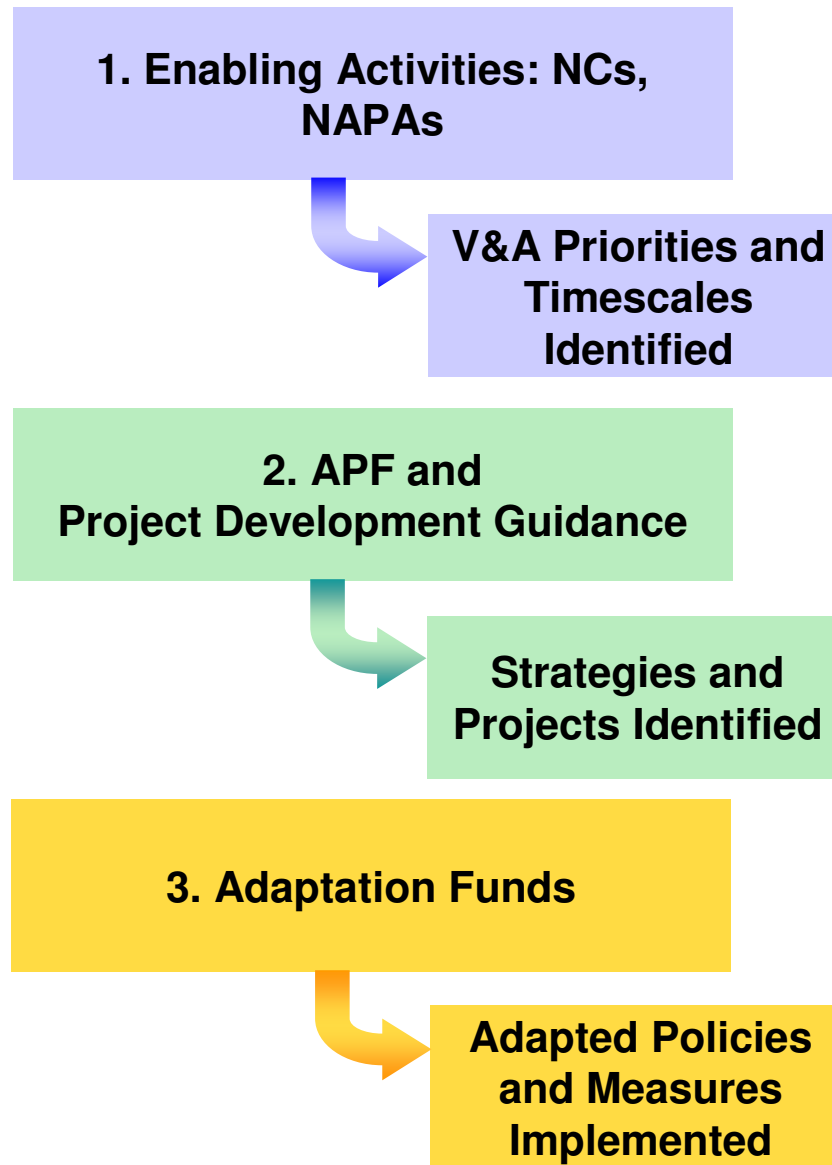 1. Enabling Activities: NCs,
NAPAs
V&A Priorities and
Timescales
Identified
2. APF and
Project Development Guidance
Strategies and
Projects Identified
3. Adaptation Funds
Adapted Policies
and Measures
Implemented